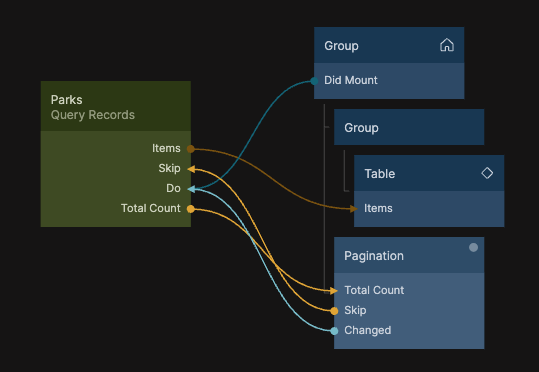 Parks
Query Records
Items
Skip
Do
Total Count
Group
Did Mount
Group
Table
Items
Pagination
Total Count
Skip
Changed